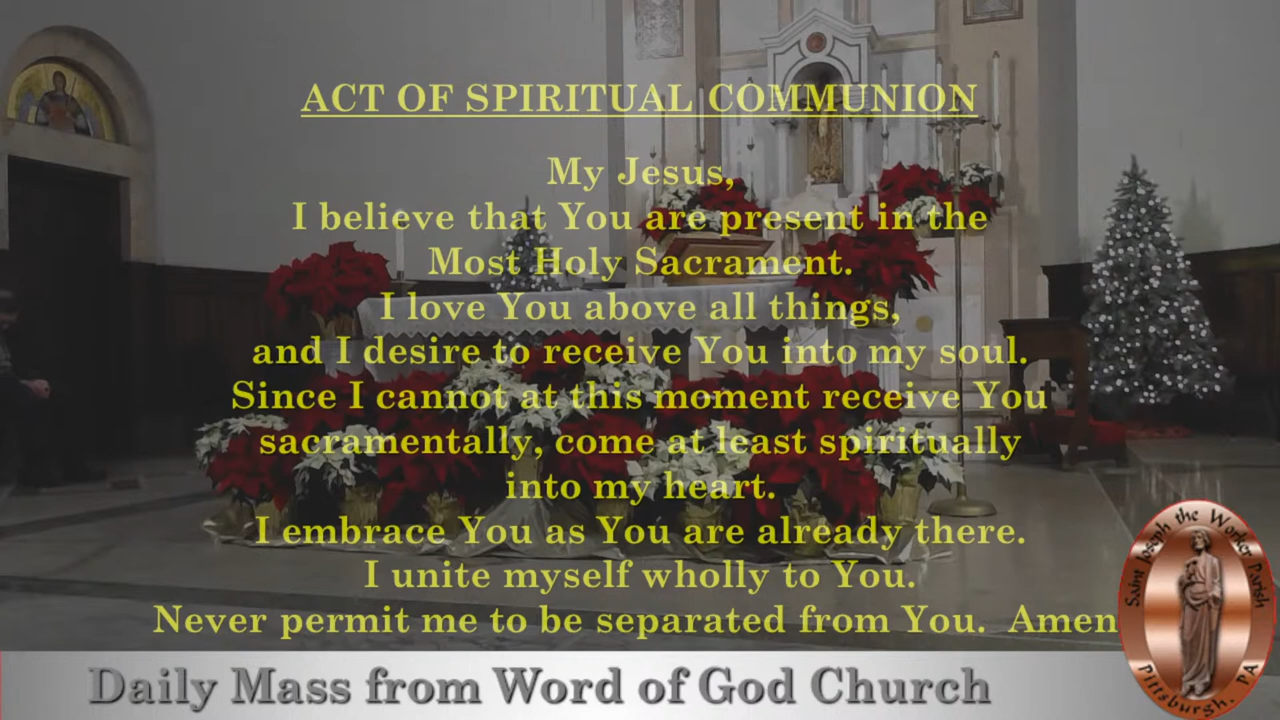 ACT OF SPIRITUAL COMMUNION
My Jesus,
I believe that You are present in the
Most Holy Sacrament.
I love You above all things,
and I desire to receive You into my soul.
Since I cannot at this moment receive You
sacramentally, come at least spiritually
into my heart.
I embrace You as You are already there.
I unite myself wholly to You.
Never permit me to be separated from You. Amen
Saint Joseph the Worker Parish
Pittsburgh, PA
Daily Mass from Word of God Church